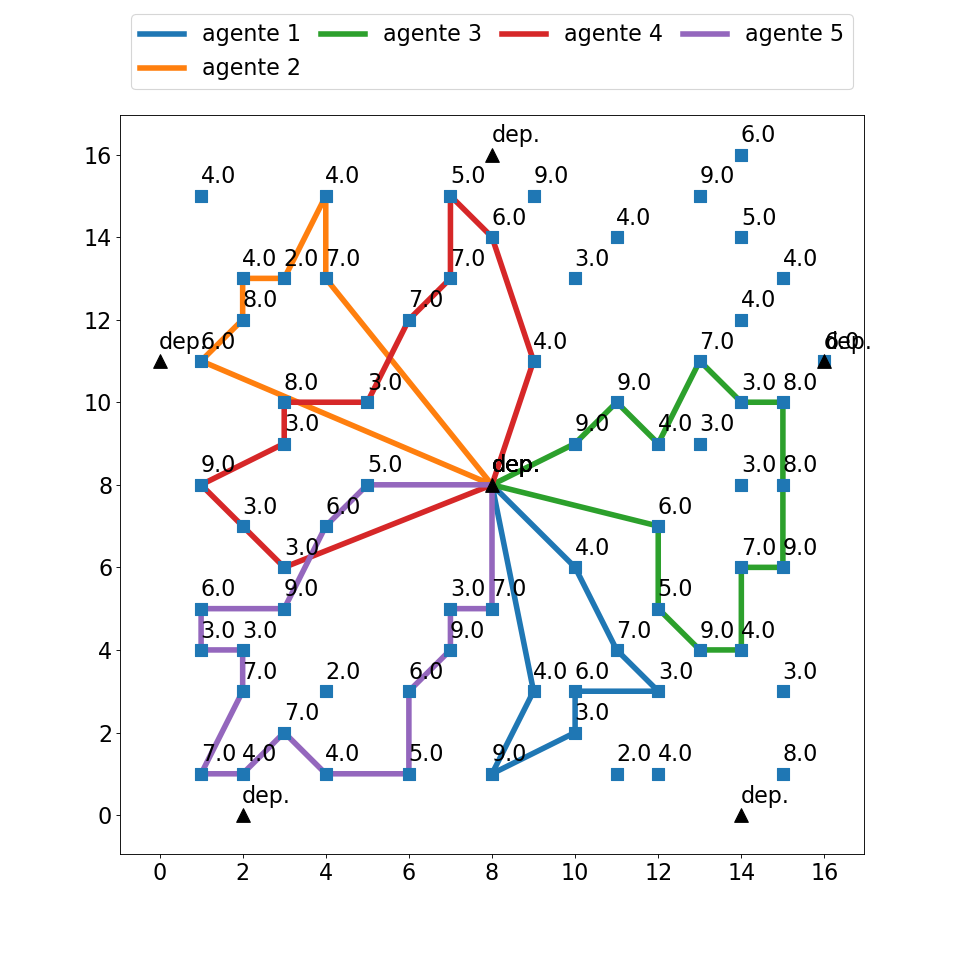 agente 1 agente 3 agente 4 agente 5
agente 2
dep. 6.0
16
4.0 4.0 5.0 9.0 9.0
6.0 4.0 5.0
14
4.0 2.0 7.0 7.0 3.0 4.0
8.0 7.0 4.0
12
dep. 6.0 4.0 7.0 6.0 dep.
8.0 3.0 9.0 3.0 8.0
10
3.0 9.0 4.0 3.0
9.0 5.0 dep. 3.0 8.0
8
3.0 6.0 6.0
3.0 4.0 7.0 9.0
6
6.0 9.0 3.0 7.0 5.0
3.0 3.0 9.0 7.0 9.0 4.0
4
7.0 2.0 6.0 4.0 6.0 3.0 3.0
7.0 3.0
2
7.0 4.0 4.0 5.0 9.0 2.0 4.0 8.0
dep. dep.
0
0 2 4 6 8 10 12 14 16